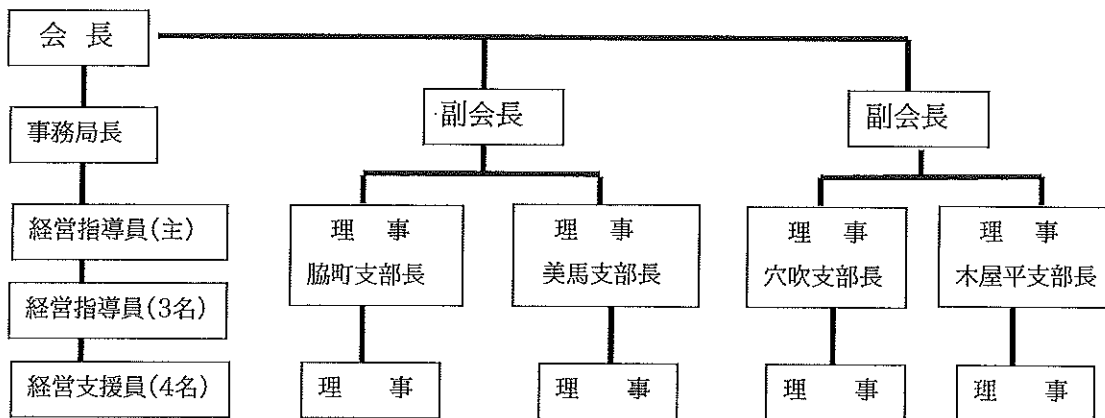 会 長
事務局長
副会長
副会長
経営指導員(主)
経営指導員(3名)
経営支援員(4名)
理 事
脇町支部長
理 事
美馬支部長
理 事
穴吹支部長
理 事
木屋平支部長
理 事
理 事
理 事
理 事